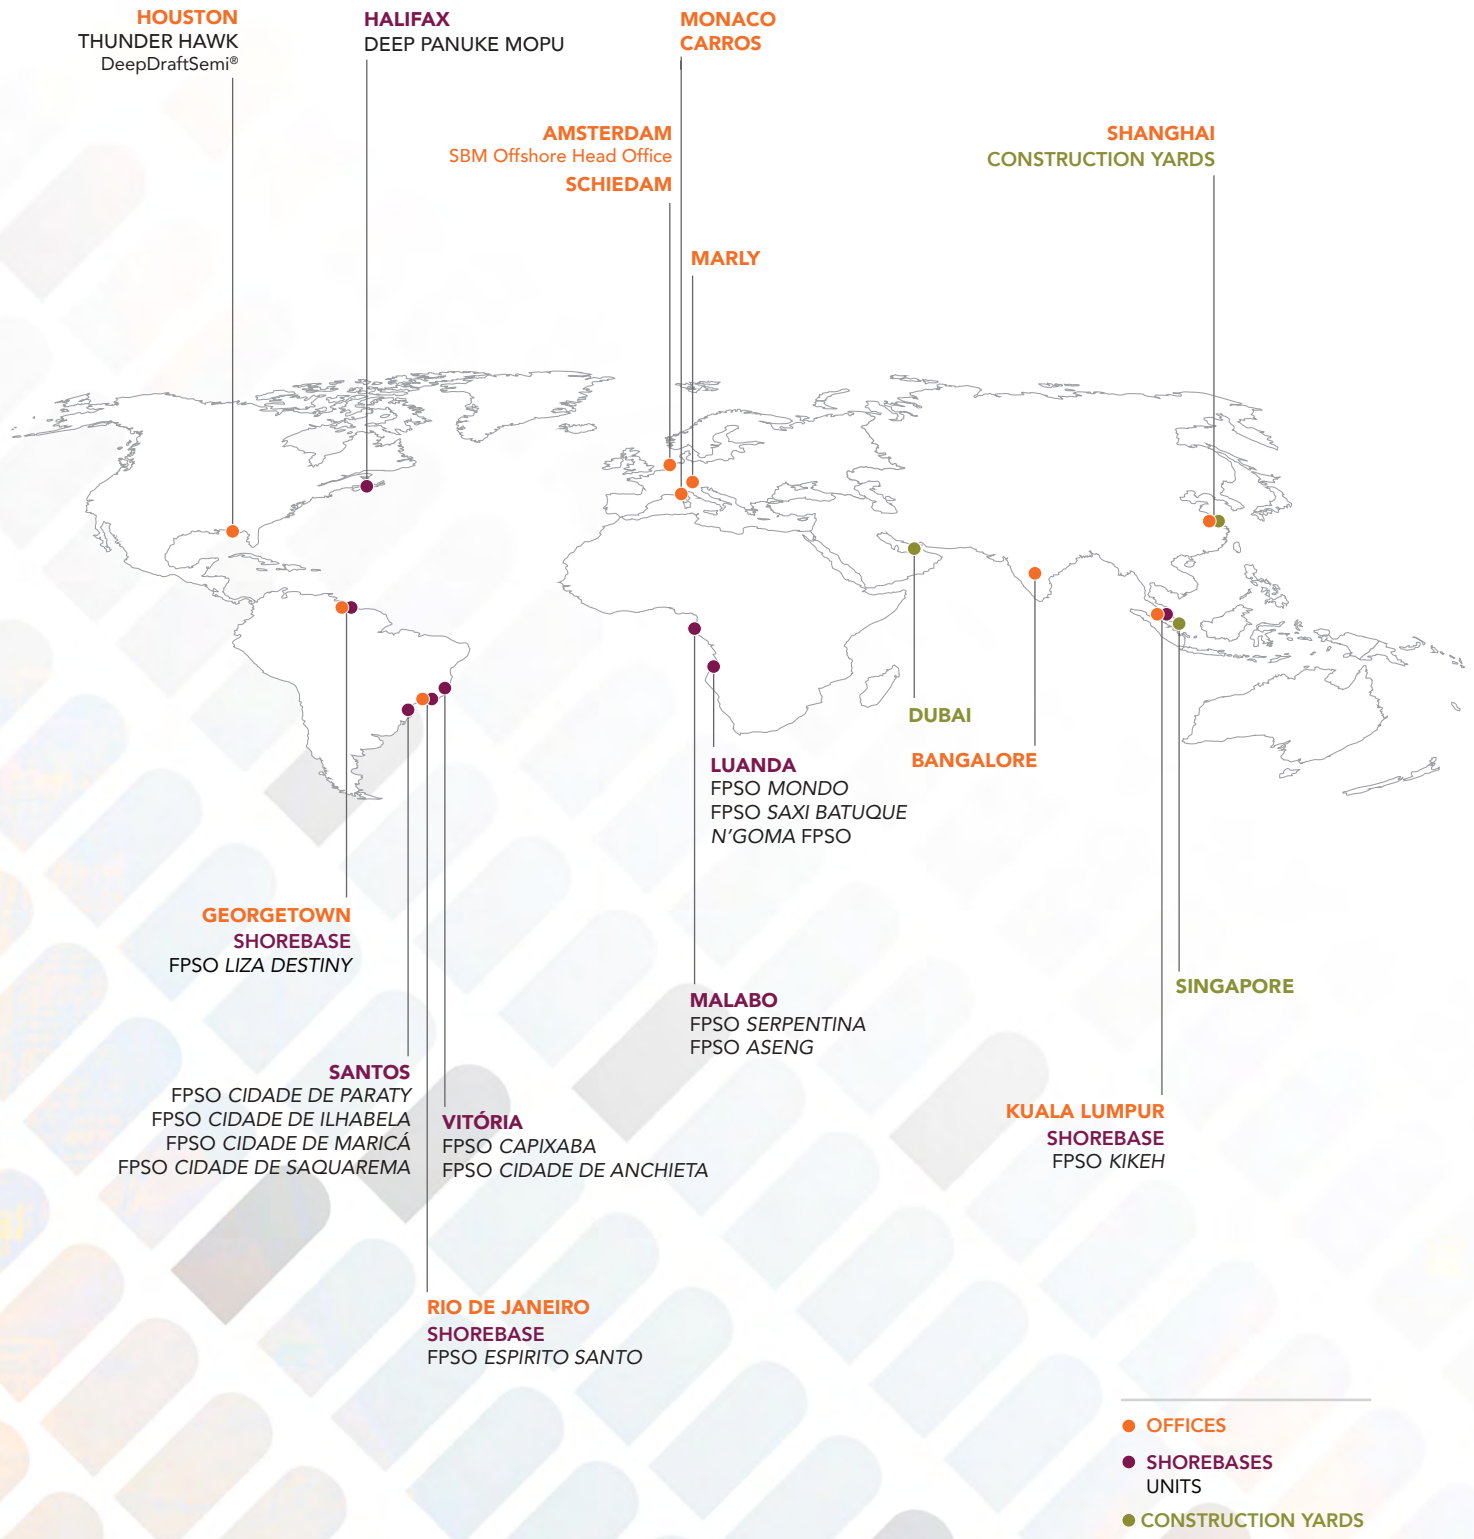 HOUSTON
THUNDER HAWK
DeepDraftSemi®
HALIFAX
DEEP PANUKE MOPU
MONACO
CARROS
AMSTERDAM
SBM Offshore Head Office
SCHIEDAM
SHANGHAI
CONSTRUCTION YARDS
MARLY
DUBAI
BANGALORE
LUANDA
FPSO MONDO
FPSO SAXI BATUQUE
N'GOMA FPSO
GEORGETOWN
SHOREBASE
FPSO LIZA DESTINY
MALABO
FPSO SERPENTINA
FPSO ASENG
SINGAPORE
SANTOS
FPSO CIDADE DE PARATY
FPSO CIDADE DE ILHABELA
FPSO CIDADE DE MARICÁ
FPSO CIDADE DE SAQUAREMA
VITÓRIA
FPSO CAPIXABA
FPSO CIDADE DE ANCHIETA
KUALA LUMPUR
SHOREBASE
FPSO KIKEH
RIO DE JANEIRO
SHOREBASE
FPSO ESPIRITO SANTO
OFFICES
SHOREBASES
UNITS
CONSTRUCTION YARDS